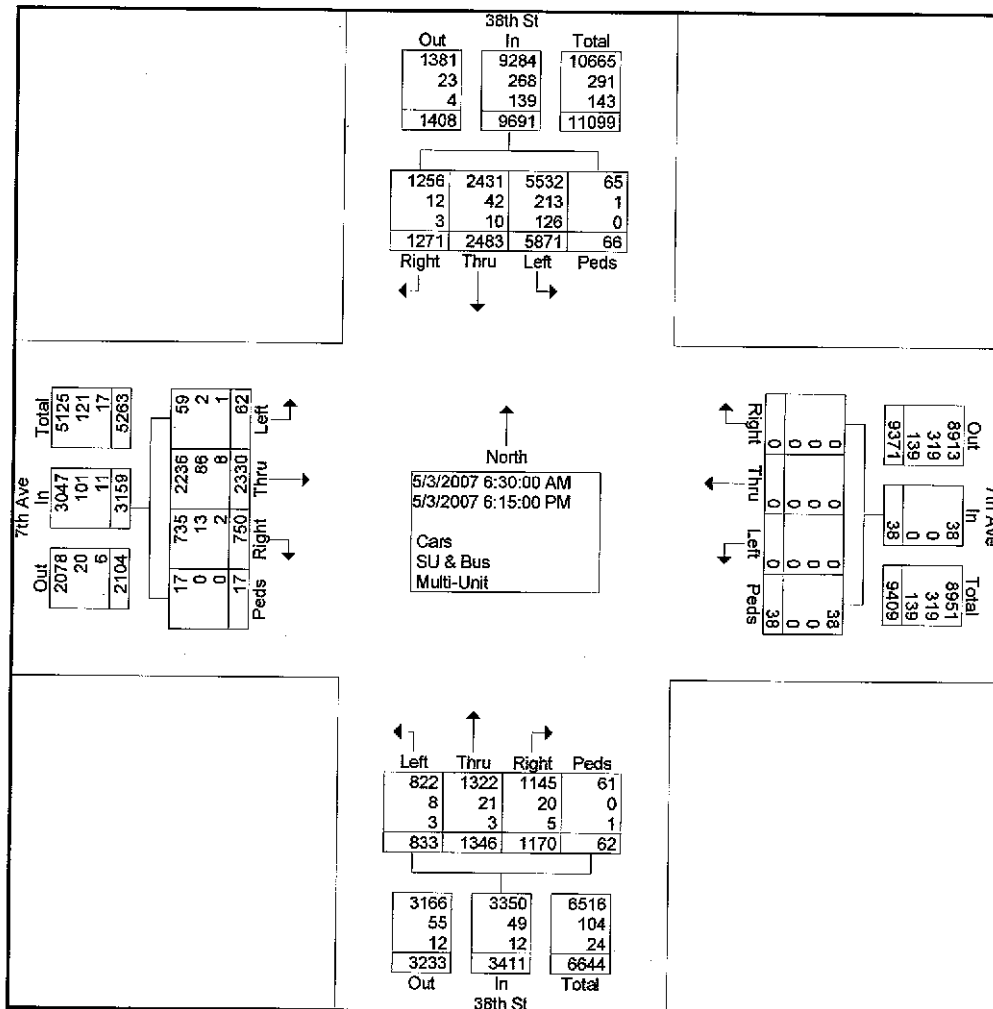 38th St
Out In Total
1381 9284 10665
23 268 291
4 139 143
1408 9691 11099
1256 2431 5532 65
12 42 213 1
3 10 126 0
1271 2483 5871 66
Right Thru Left Peds
7th Ave
Total In Out
5125 3047 2078
121 101 20
17 11 6
5263 3159 2104
59 2236 735 17
2 86 13 0
1 8 2 0
62 2330 750 17
Left Thru Right Peds
North
5/3/2007 6:30:00 AM
5/3/2007 6:15:00 PM
Cars
SU & Bus
Multi-Unit
Right Thru Left Peds
0 0 0 38
0 0 0 0
0 0 0 0
0 0 0 38
Out In Total
8913 38 8951
319 0 319
139 0 139
9371 38 9409
7th Ave
Left Thru Right Peds
822 1322 1145 61
8 21 20 0
3 3 5 1
833 1346 1170 62
3166 3350 6516
55 49 104
12 12 24
3233 3411 6644
Out In Total
38th St